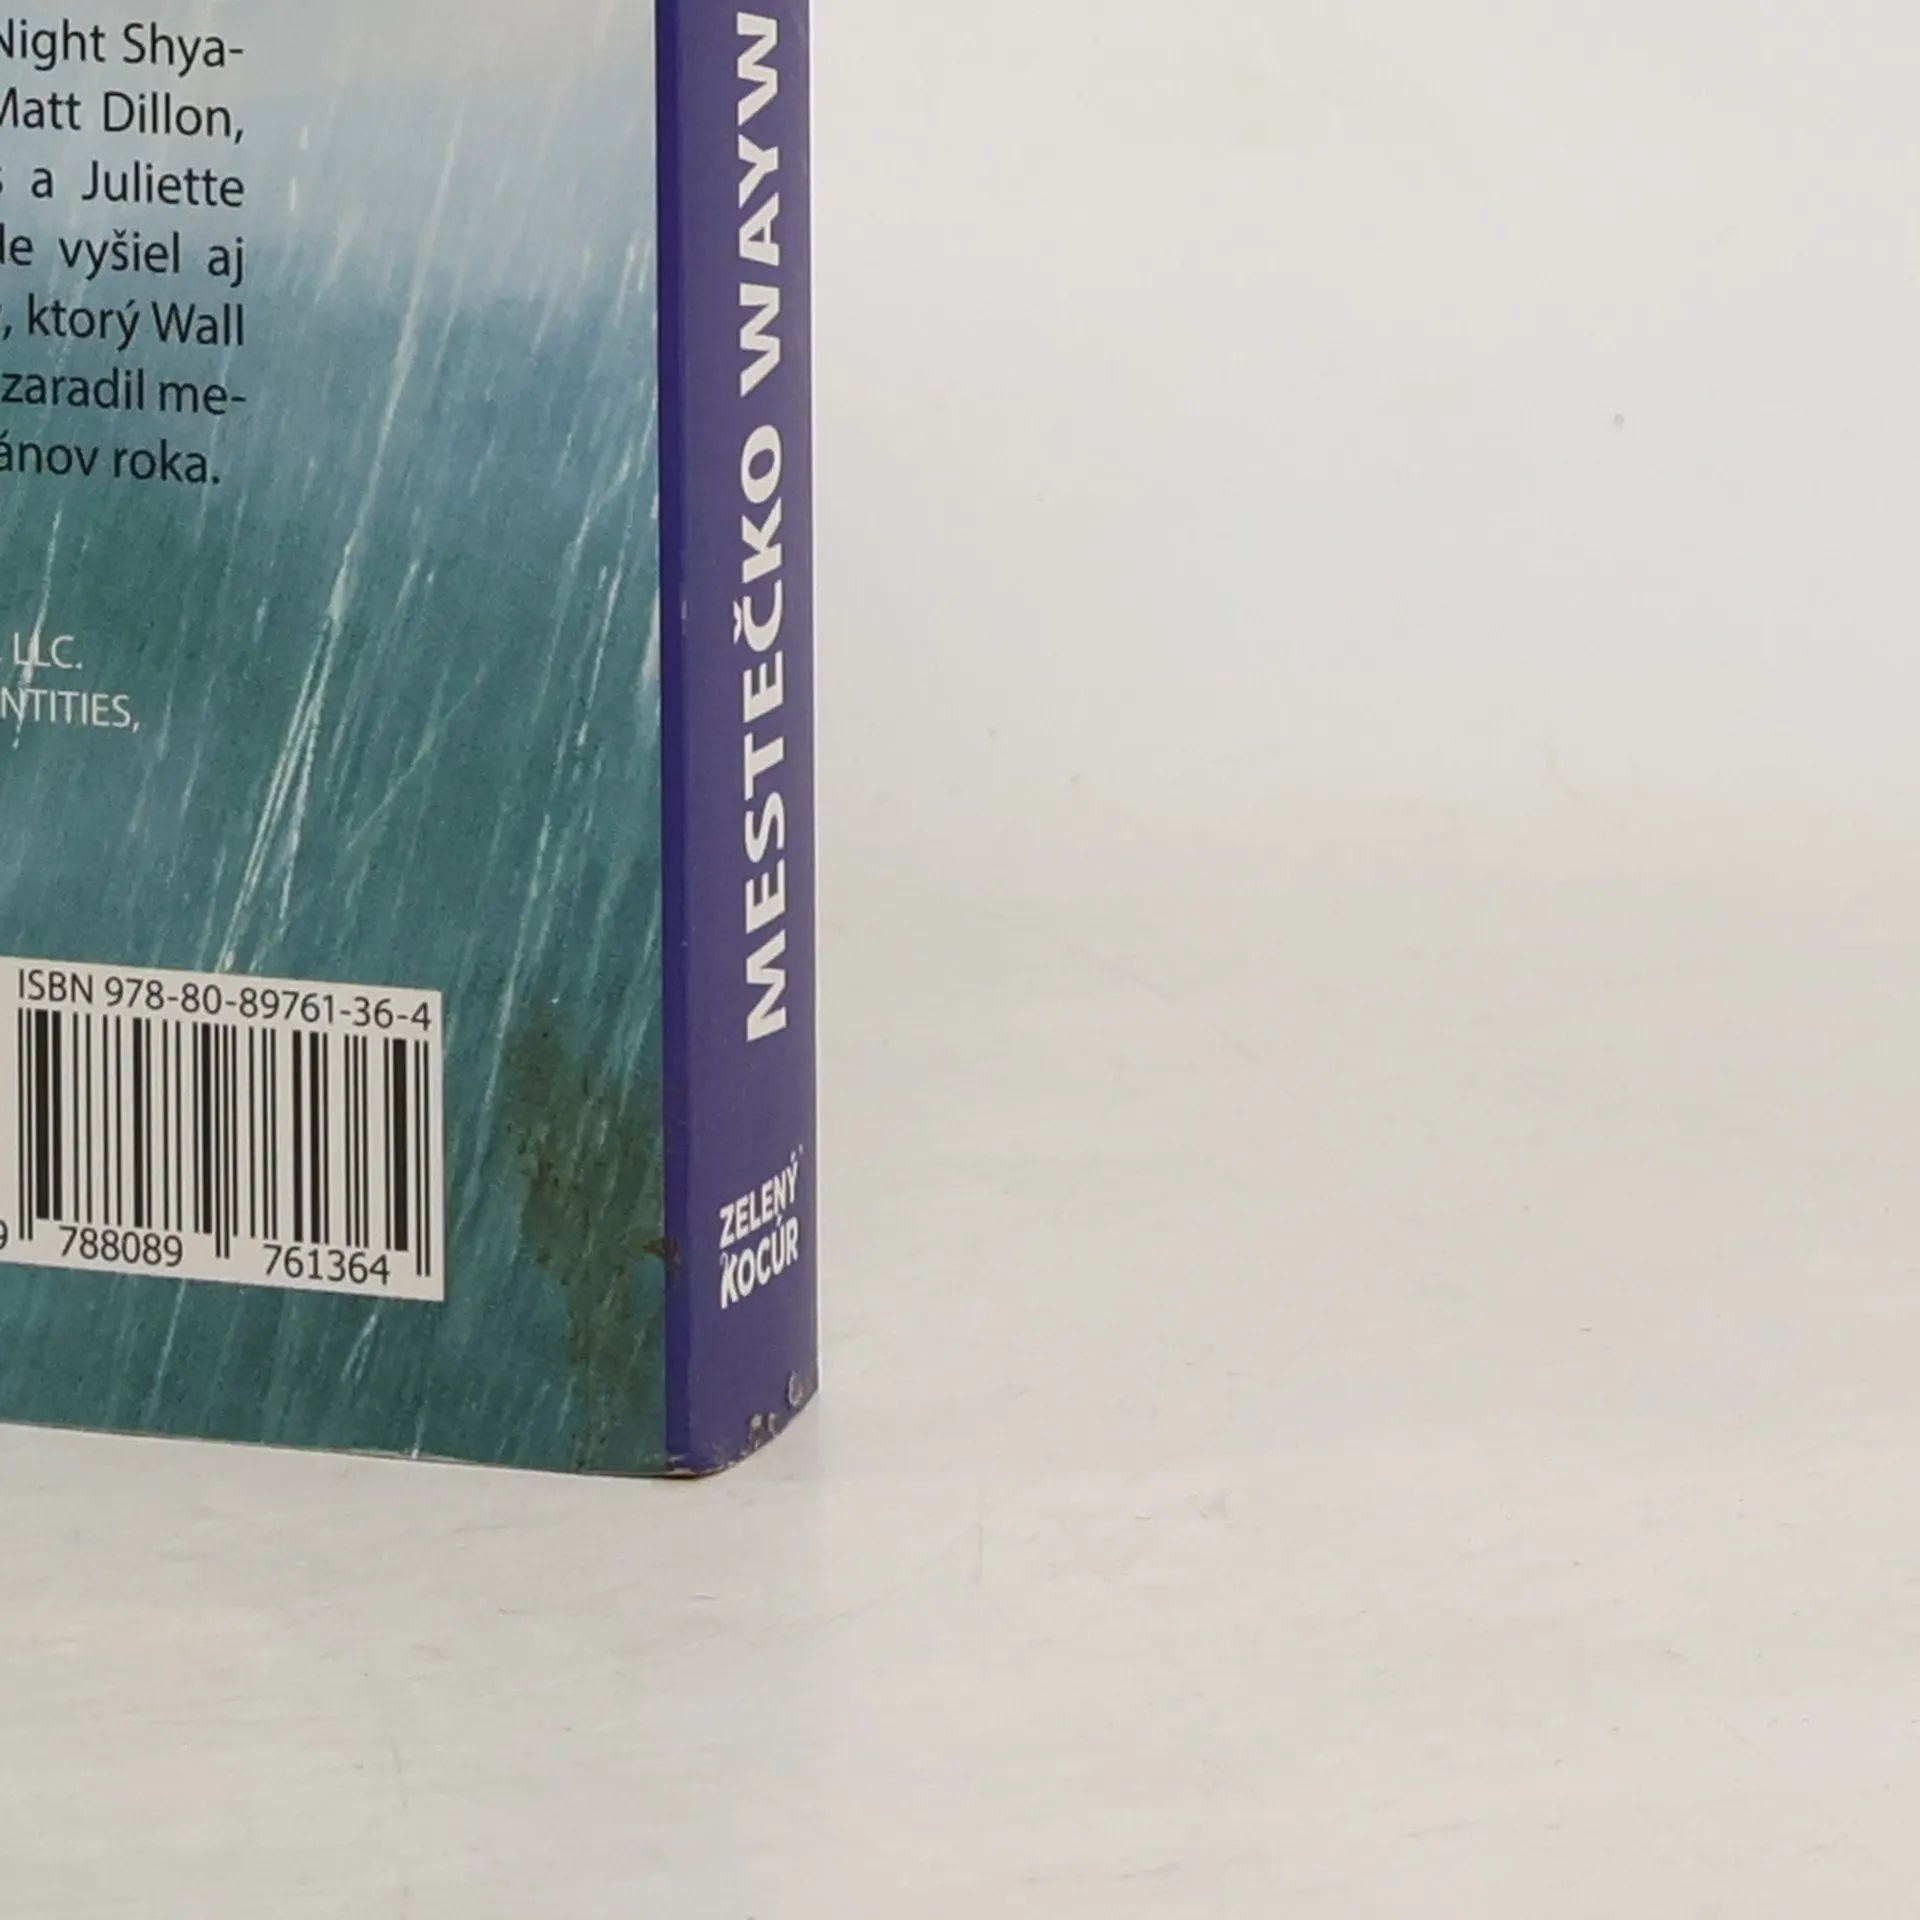 Night Shya-
Matt Dillon,
a Juliette
vyšiel aj
, ktorý Wall
zaradil me-
ánov roka.
LLC.
NTITIES,
ISBN 978-80-89761-36-4
9 788089 761364
MESTEČKO WAYW
ZELENÝ
KOCÚR